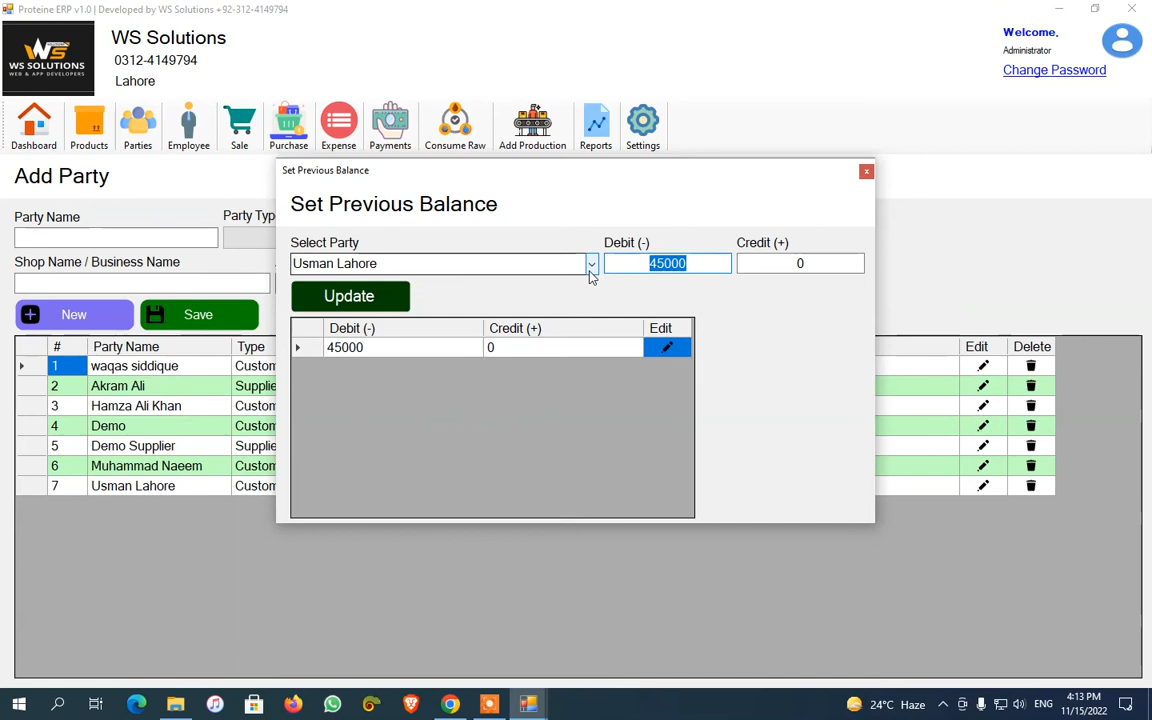 Proteine ERP v1.0 | Developed by WS Solutions +92-312-4149794
WS SOLUTIONS
WEB & APP DEVELOPERS
WS Solutions
0312-4149794
Lahore
Welcome.
Administrator
Change Password
Dashboard
Products
Parties
Employee
Sale
Purchase
Expense
Payments
Consume Raw
Add Production
Reports
Settings
Add Party
Party Name
Party Typ
Shop Name / Business Name
New
Save
Set Previous Balance
x
Set Previous Balance
Select Party
Debit (-)
Credit (+)
Usman Lahore
45000
0
Update
Debit (-) Credit (+) Edit
45000 0
# Party Name Type Edit Delete
1 waqas siddique Custom
2 Akram Ali Supplie
3 Hamza Ali Khan Custom
4 Demo Custom
5 Demo Supplier Supplie
6 Muhammad Naeem Custom
7 Usman Lahore Custom
24°C Haze
ENG
4:13 PM
11/15/2022